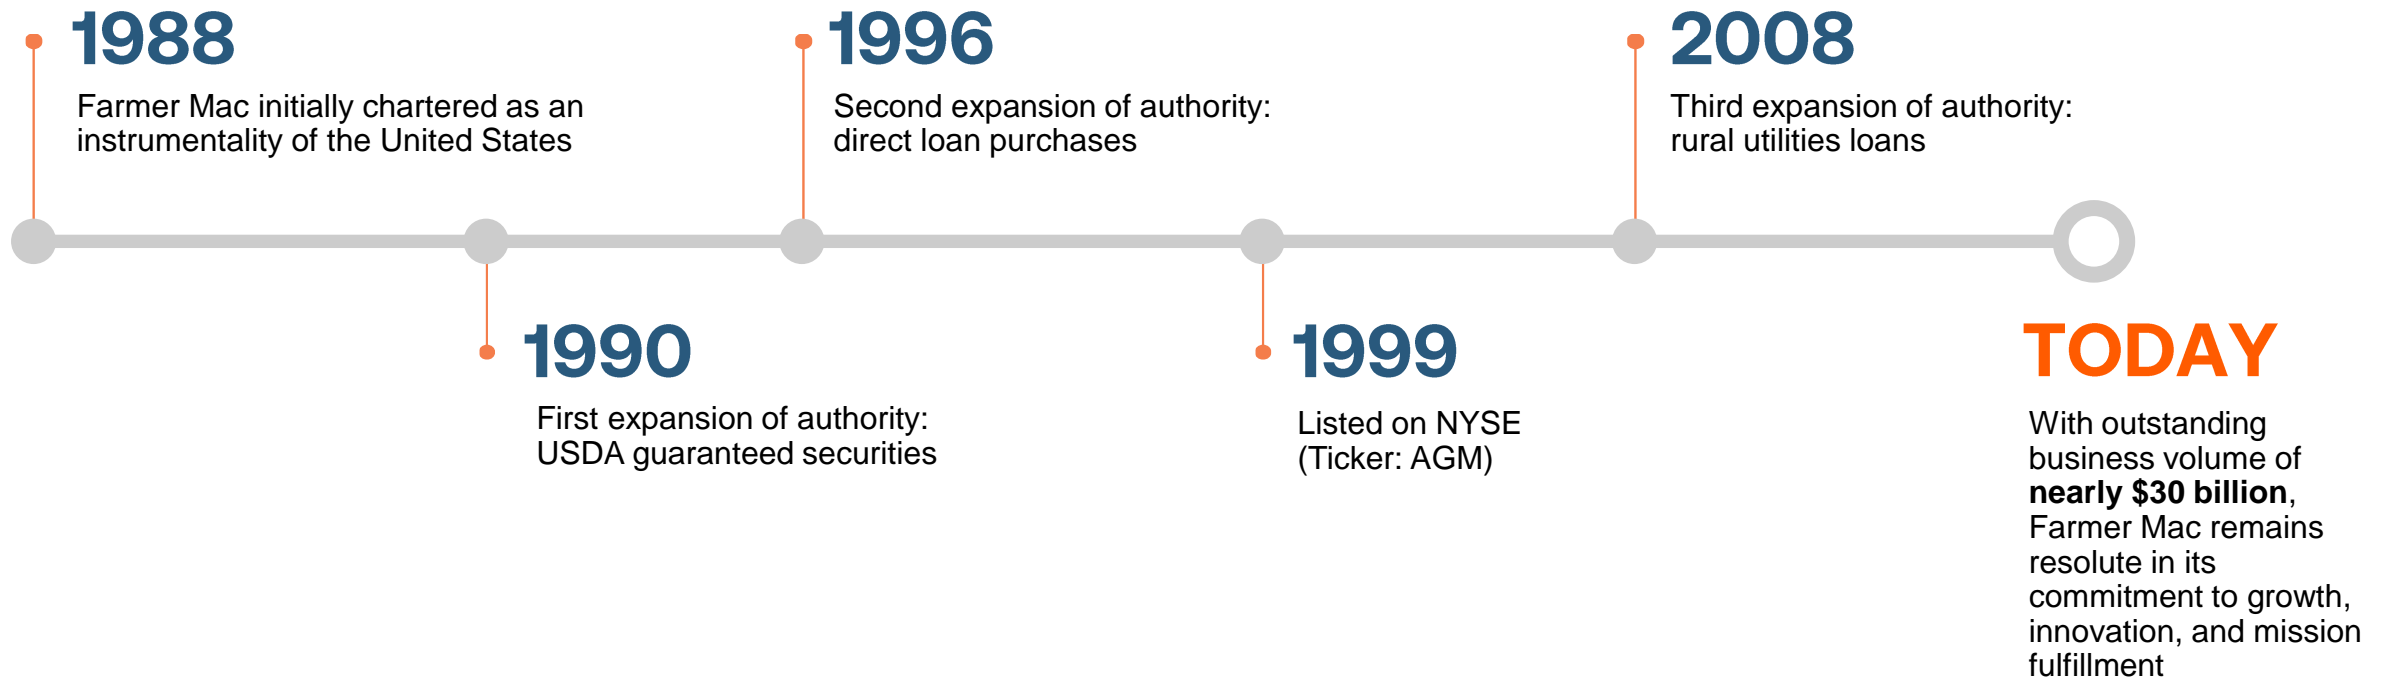 1988
Farmer Mac initially chartered as an
instrumentality of the United States
1990
First expansion of authority:
USDA guaranteed securities
1996
Second expansion of authority:
direct loan purchases
1999
Listed on NYSE
(Ticker: AGM)
2008
Third expansion of authority:
rural utilities loans
TODAY
With outstanding
business volume of
nearly $30 billion,
Farmer Mac remains
resolute in its
commitment to growth,
innovation, and mission
fulfillment